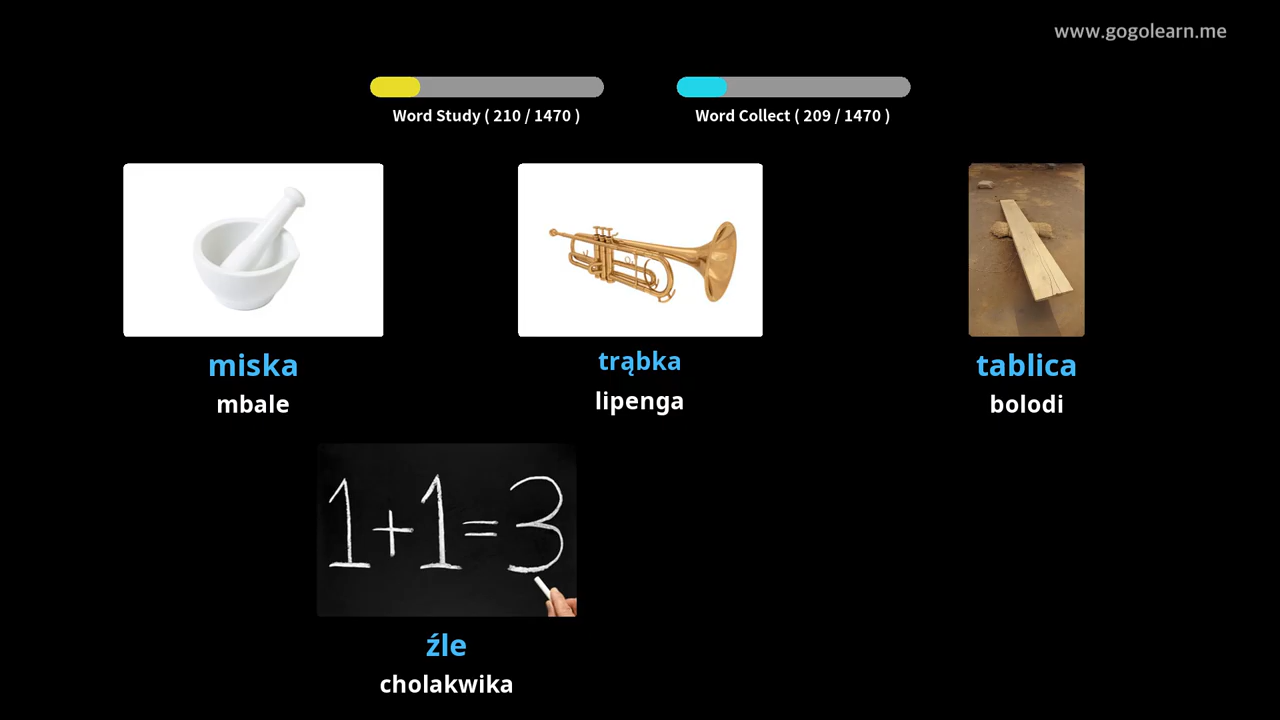 www.gogolearn.me
Word Study ( 210 / 1470 )
Word Collect ( 209 / 1470 )
miska
mbale
trąbka
lipenga
tablica
bolodi
1+1=3
źle
cholakwika